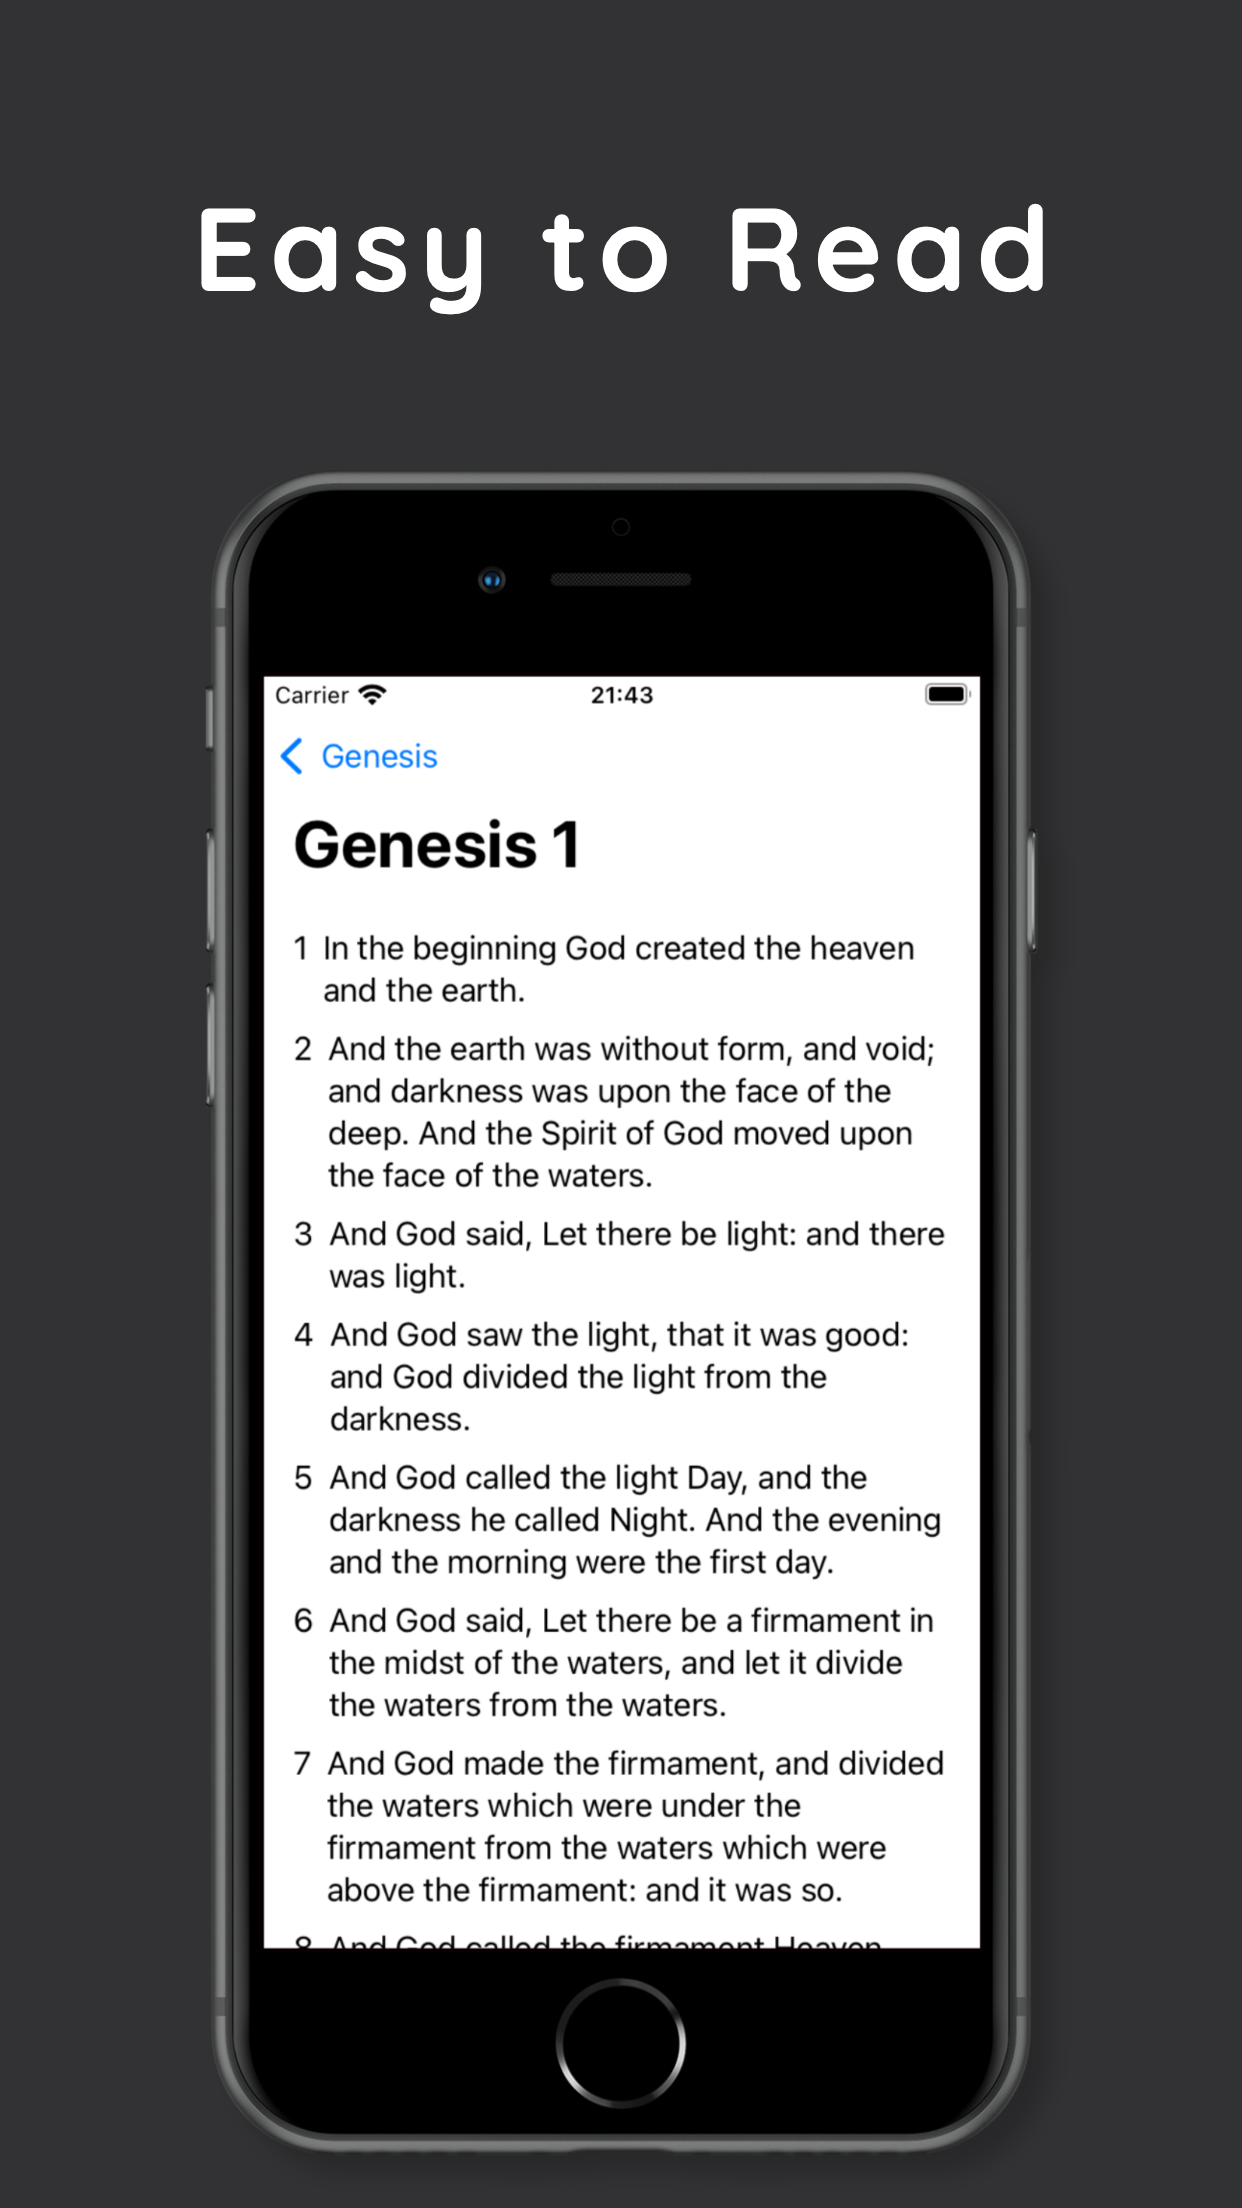 Easy to Read
Carrier 21:43
Genesis
Genesis 1
1 In the beginning God created the heaven
and the earth.
2 And the earth was without form, and void;
and darkness was upon the face of the
deep. And the Spirit of God moved upon
the face of the waters.
3 And God said, Let there be light: and there
was light.
4 And God saw the light, that it was good:
and God divided the light from the
darkness.
5 And God called the light Day, and the
darkness he called Night. And the evening
and the morning were the first day.
6 And God said, Let there be a firmament in
the midst of the waters, and let it divide
the waters from the waters.
7 And God made the firmament, and divided
the waters which were under the
firmament from the waters which were
above the firmament: and it was so.
8 And God called the firmament Heaven